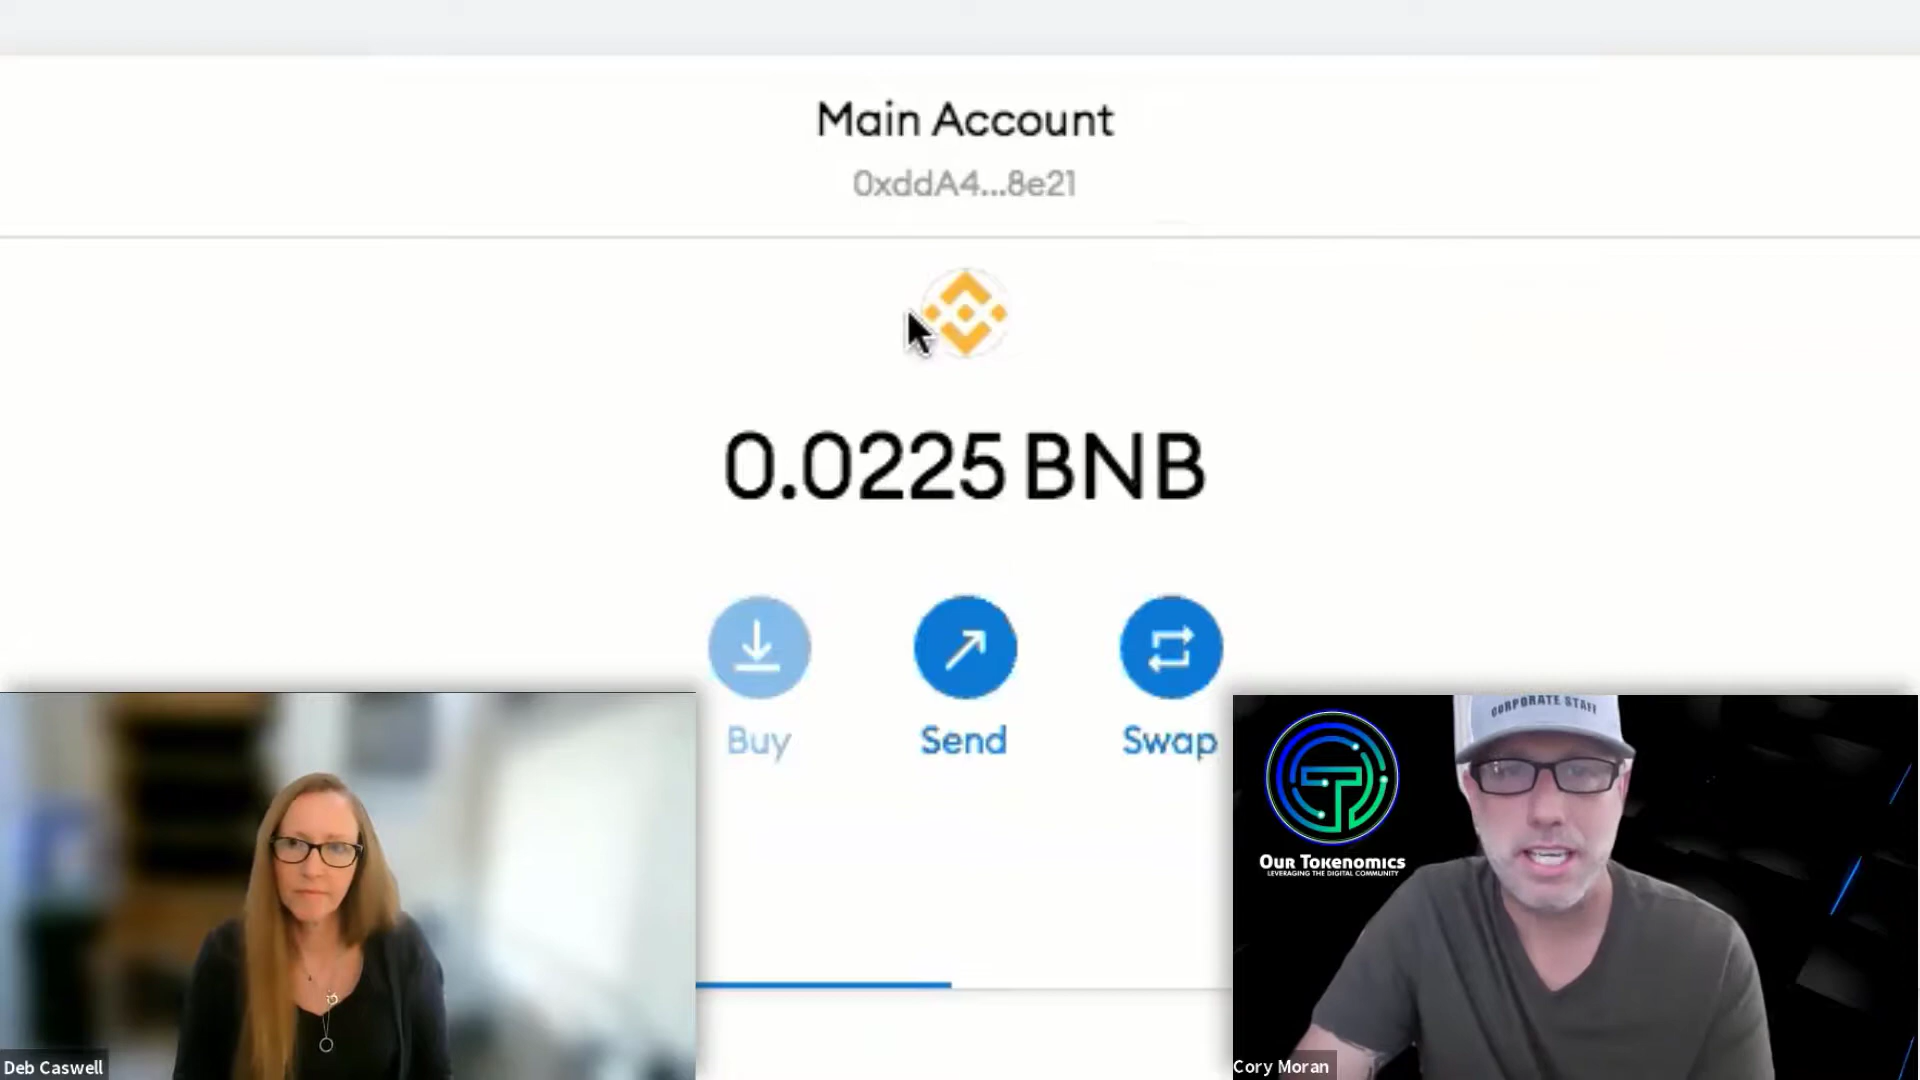 Main Account
0xddA4...8e21
0.0225 BNB
Buy
Send
Swap
CORPORATE STAFF
OUR TOKENOMICS
LEVERAGING THE DIGITAL COMMUNITY
Deb Caswell
Cory Moran